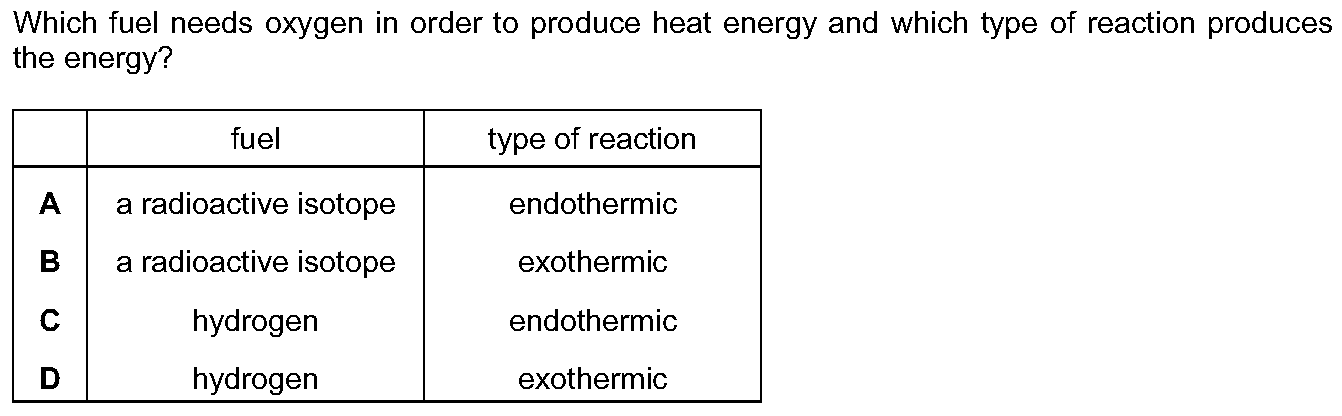 Which fuel needs oxygen in order to produce heat energy and which type of reaction produces
the energy?
fuel type of reaction
A a radioactive isotope endothermic
B a radioactive isotope exothermic
C hydrogen endothermic
D hydrogen exothermic